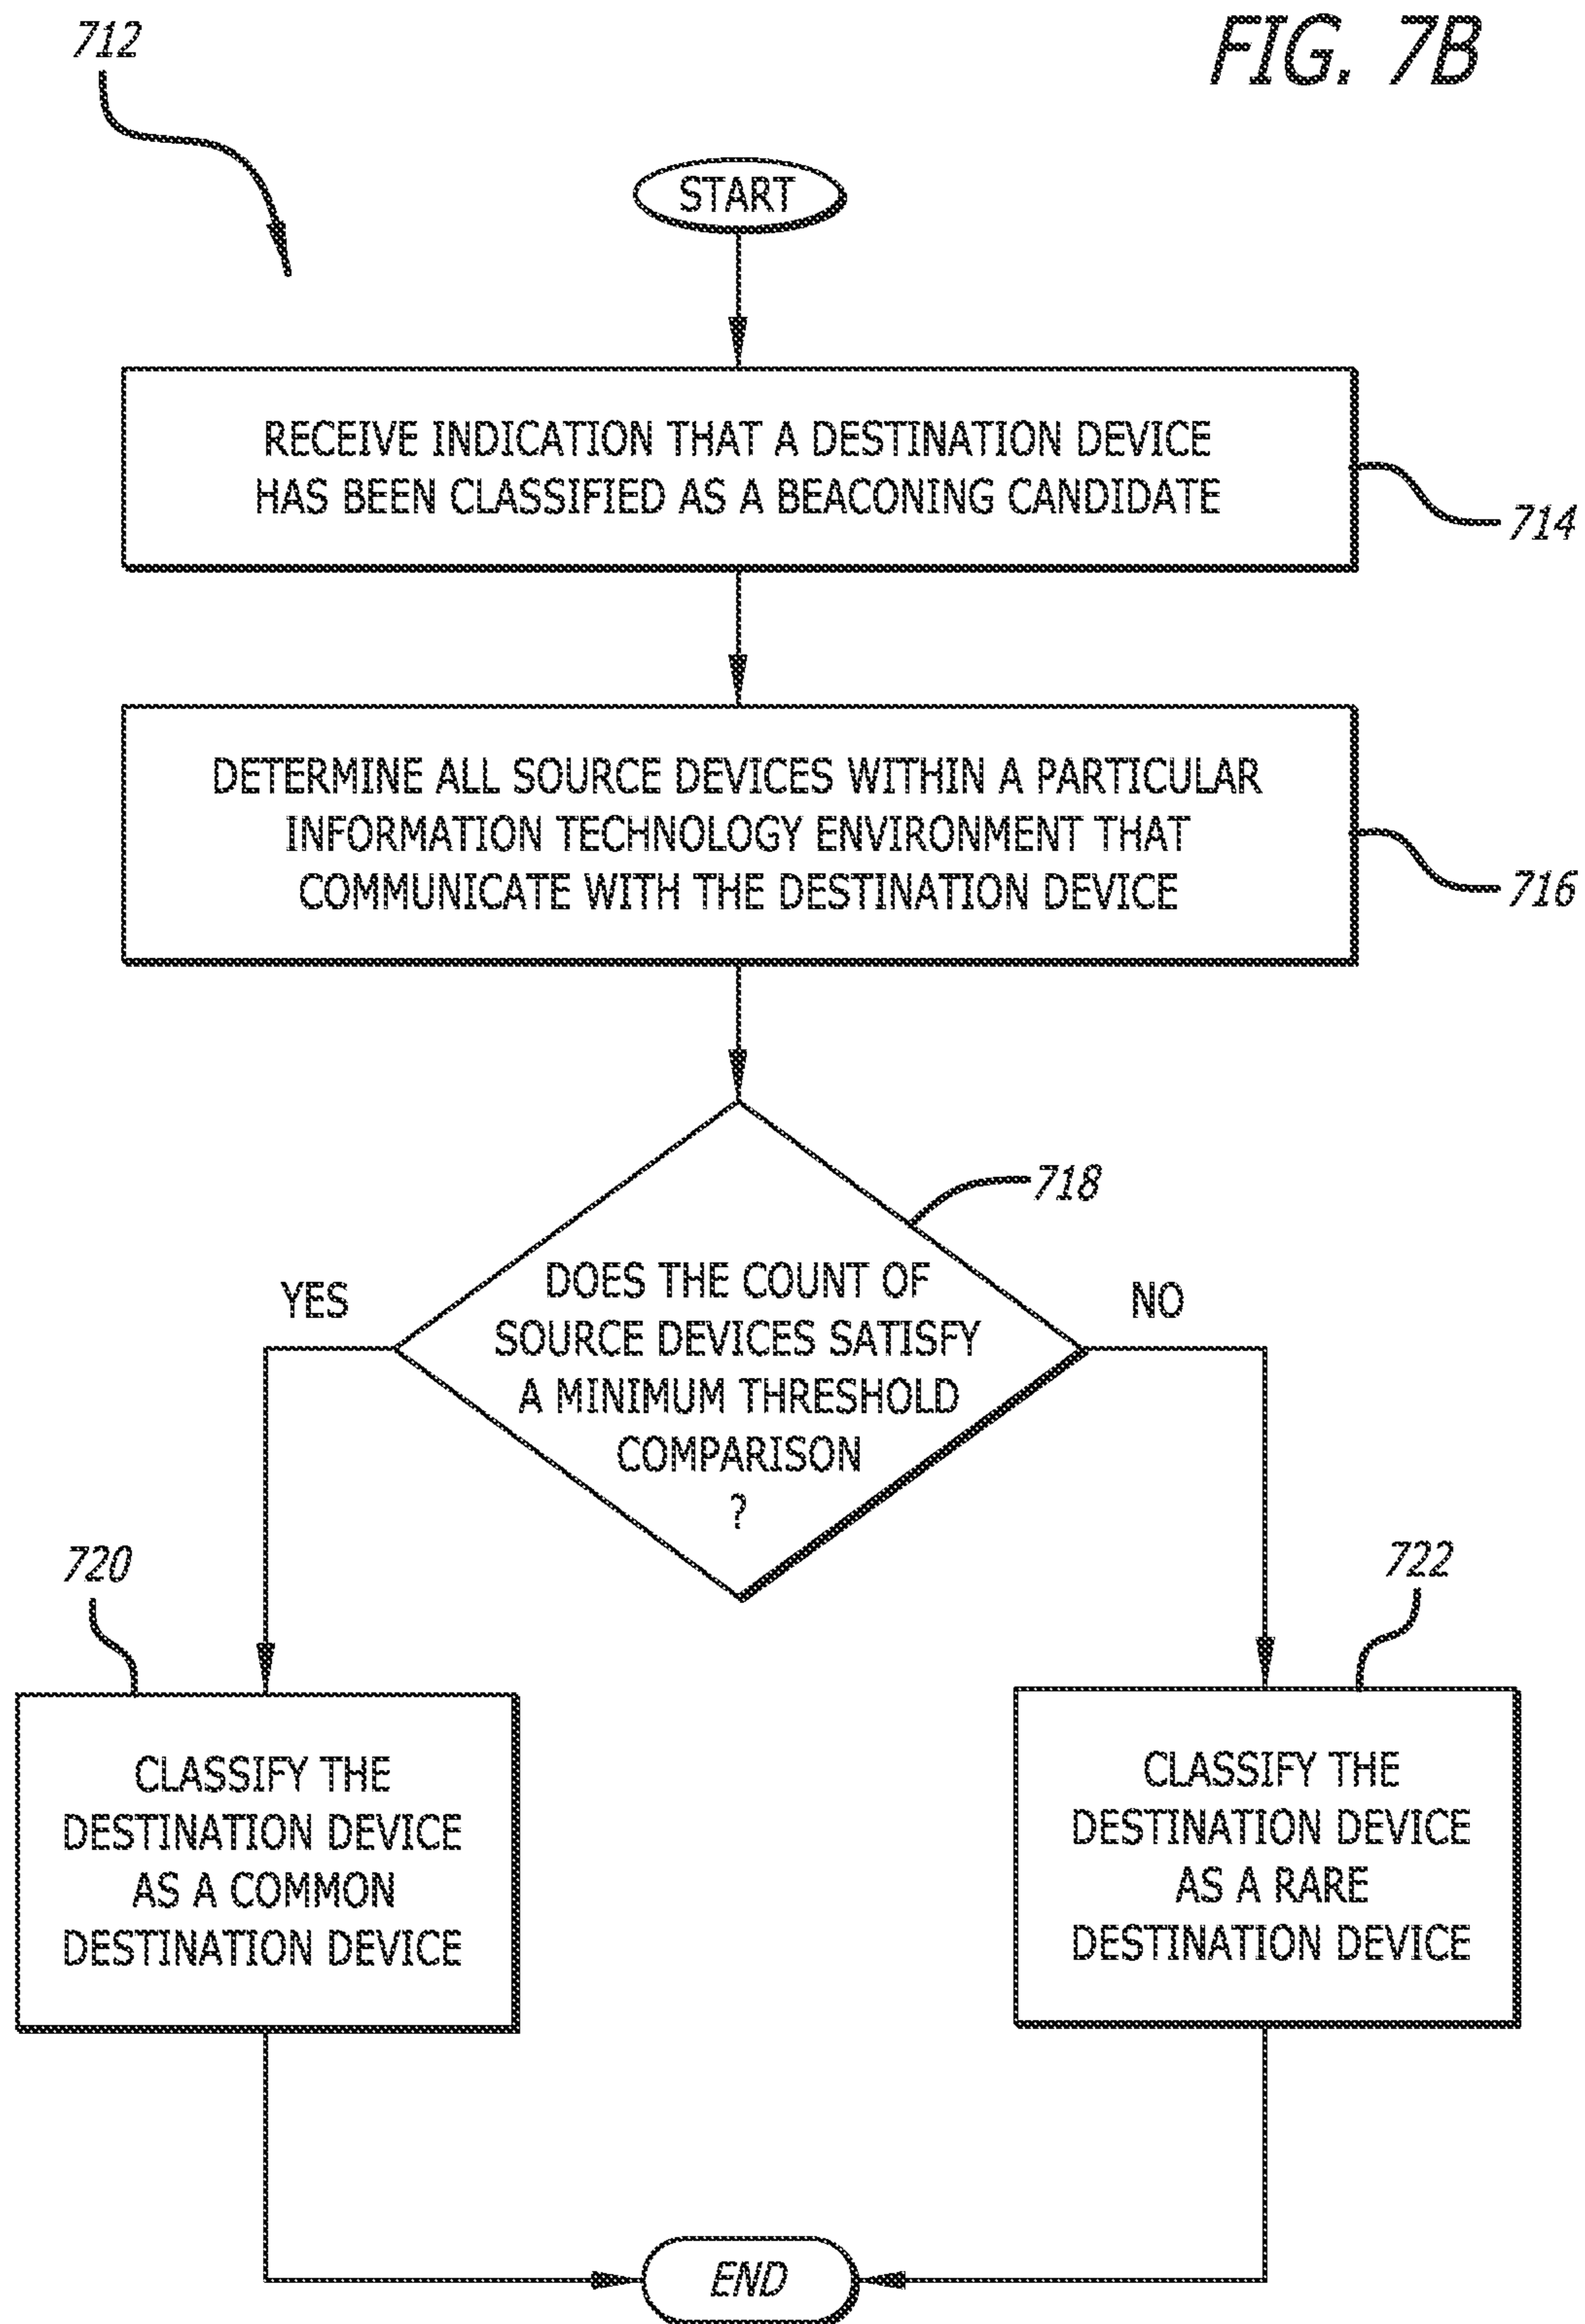 FIG. 7B
712
START
RECEIVE INDICATION THAT A DESTINATION DEVICE
HAS BEEN CLASSIFIED AS A BEACONING CANDIDATE
714
DETERMINE ALL SOURCE DEVICES WITHIN A PARTICULAR
INFORMATION TECHNOLOGY ENVIRONMENT THAT
COMMUNICATE WITH THE DESTINATION DEVICE
716
718
DOES THE COUNT OF
SOURCE DEVICES SATISFY
A MINIMUM THRESHOLD
COMPARISON
?
YES
NO
720
CLASSIFY THE
DESTINATION DEVICE
AS A COMMON
DESTINATION DEVICE
722
CLASSIFY THE
DESTINATION DEVICE
AS A RARE
DESTINATION DEVICE
END